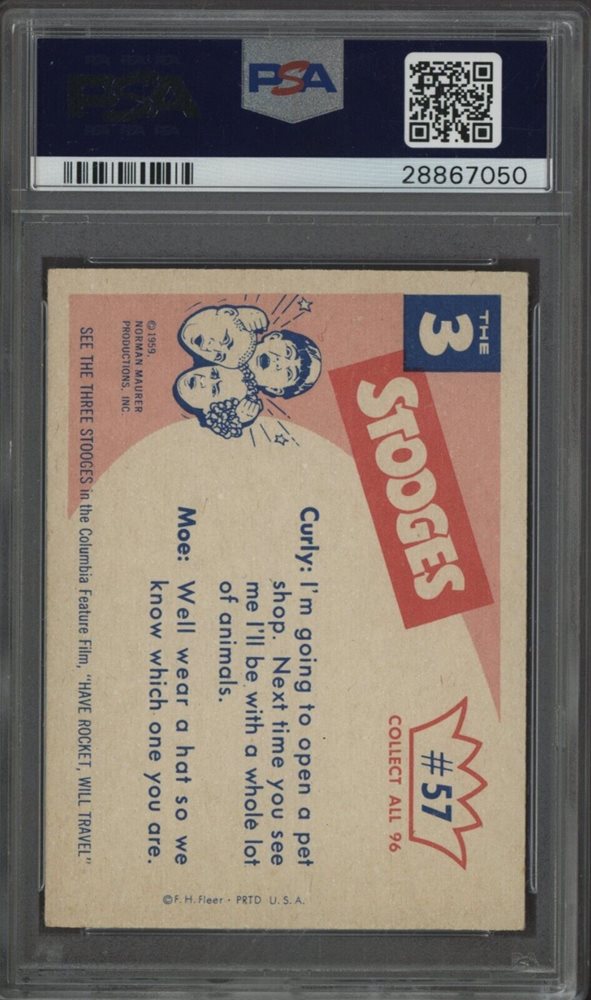 PSA
PSA
28867050
THE
3
STOOGES
#57
COLLECT ALL 96
© 1959,
NORMAN MAURER
PRODUCTIONS, INC
Curly: I'm going to open a pet
shop. Next time you see
me I'll be with a whole lot
of animals.
Moe: Well wear a hat so we
know which one you are.
SEE THE THREE STOOGES in the Columbia Feature Film, "HAVE ROCKET, WILL TRAVEL"
©F. H. Fleer · PRTD U. S. A.